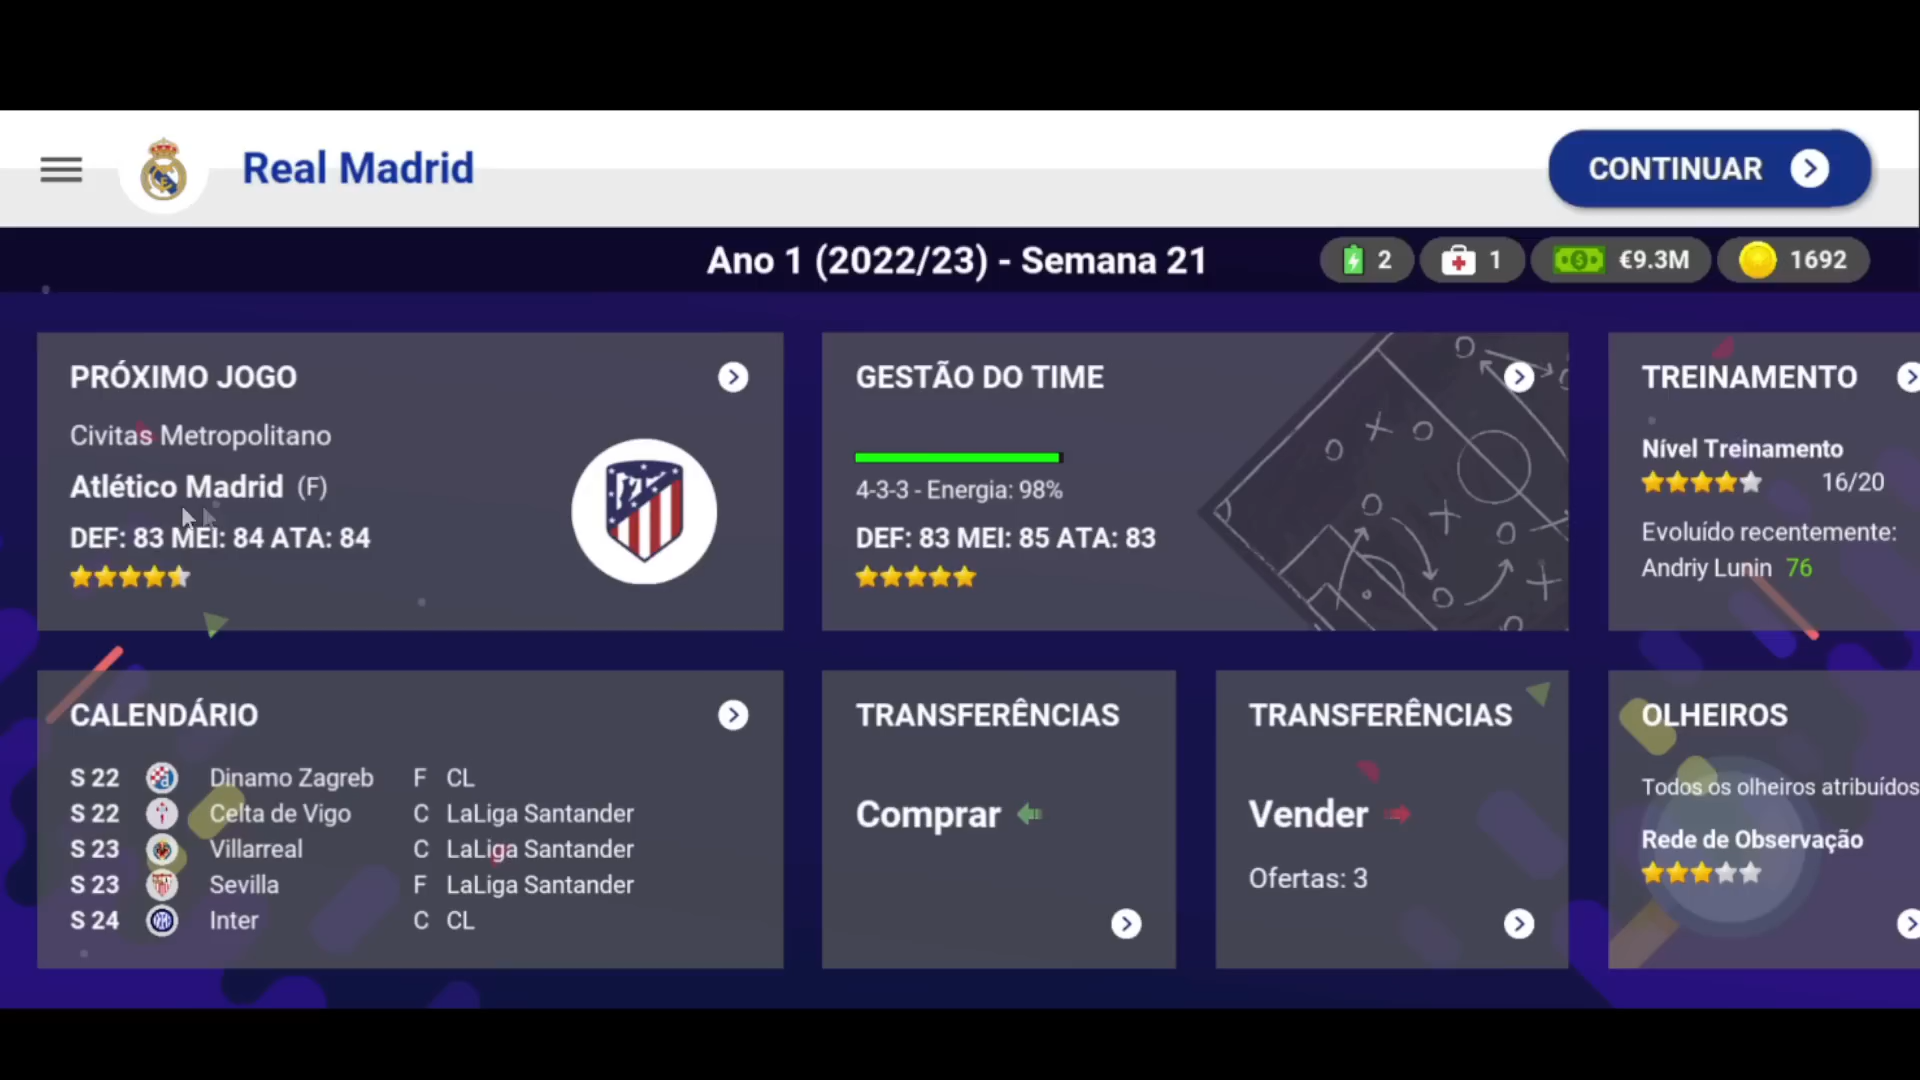 Real Madrid
CONTINUAR
Ano 1 (2022/23) - Semana 21
2
1
€9.3M
1692
PRÓXIMO JOGO
Civitas Metropolitano
Atlético Madrid (F)
DEF: 83 MEI: 84 ATA: 84
GESTÃO DO TIME
4-3-3 - Energia: 98%
DEF: 83 MEI: 85 ATA: 83
TREINAMENTO
Nível Treinamento
16/20
Evoluído recentemente:
Andriy Lunin 76
CALENDÁRIO
S 22 Dinamo Zagreb F CL
S 22 Celta de Vigo C LaLiga Santander
S 23 Villarreal C LaLiga Santander
S 23 Sevilla F LaLiga Santander
S 24 Inter C CL
TRANSFERÊNCIAS
Comprar
TRANSFERÊNCIAS
Vender
Ofertas: 3
OLHEIROS
Todos os olheiros atribuídos
Rede de Observação